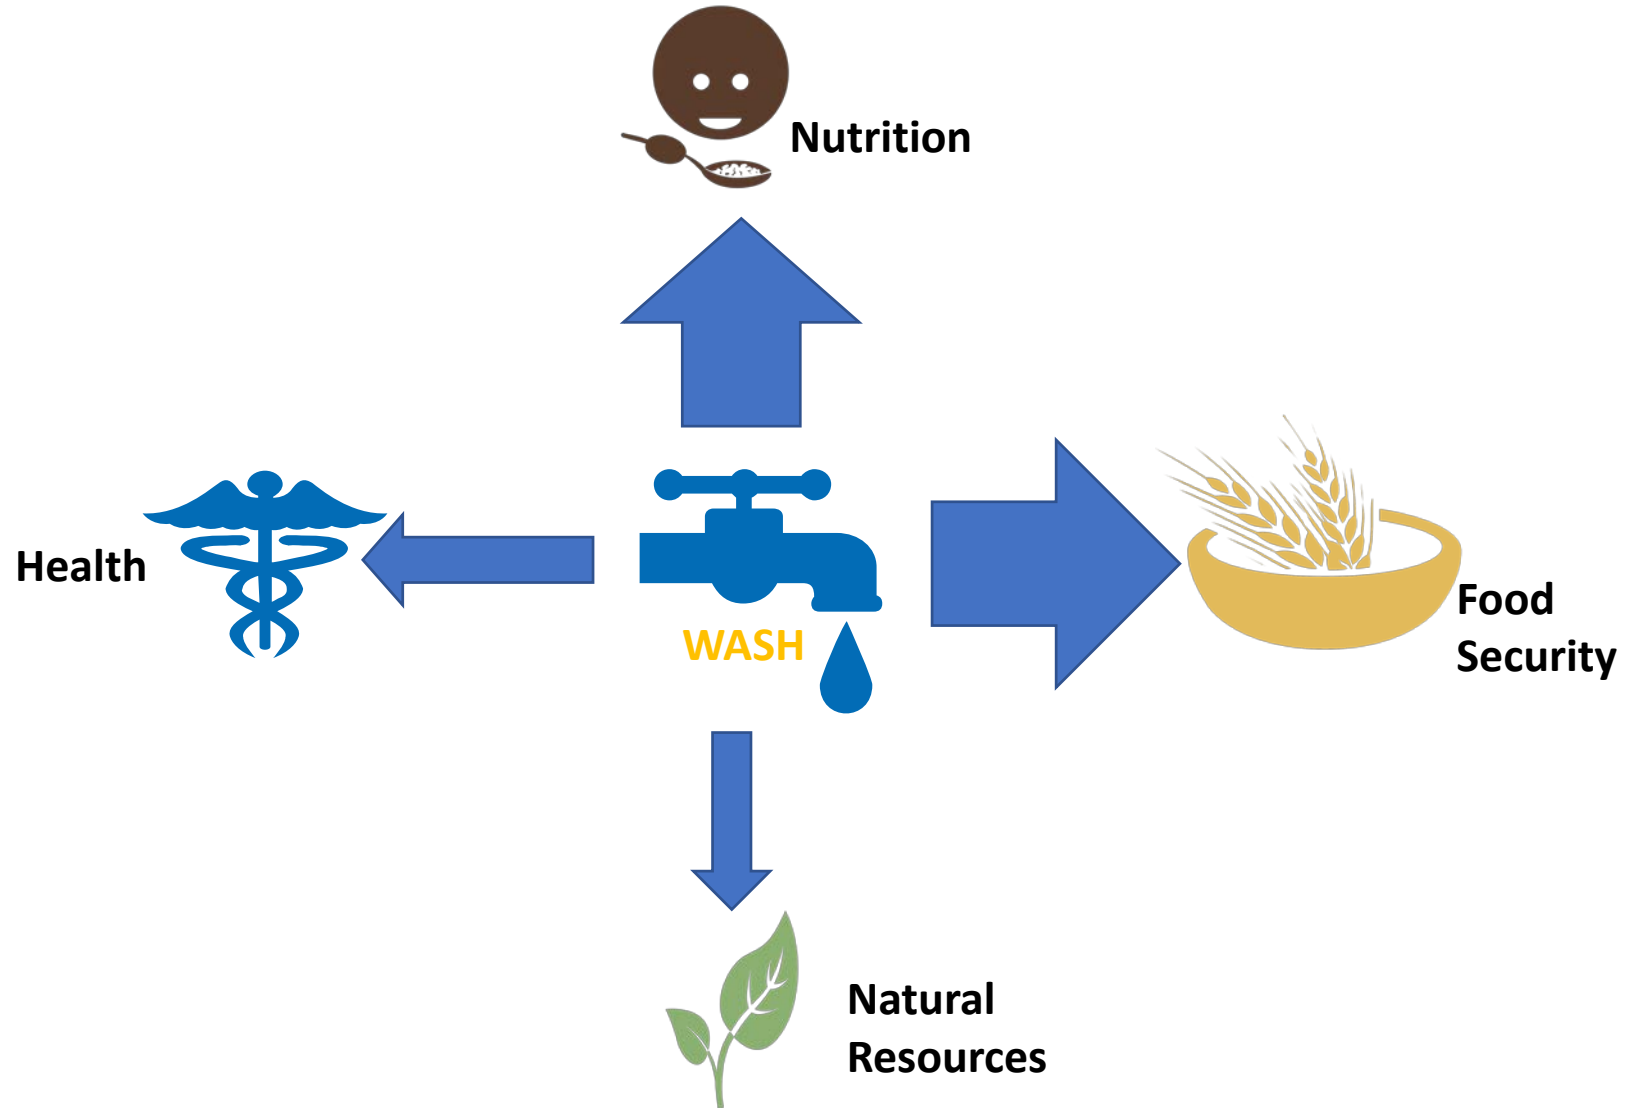 Nutrition
Health
WASH
Food
Security
Natural
Resources